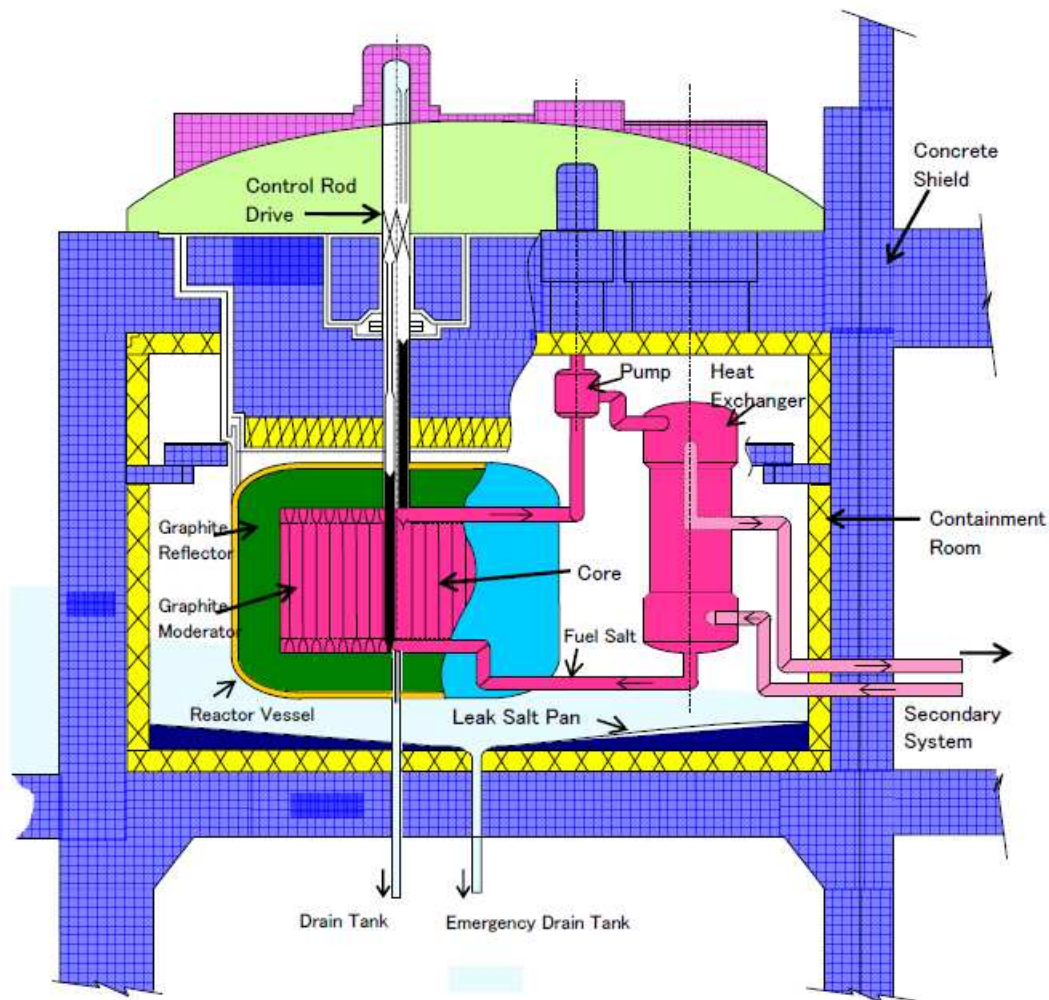 Concrete
Shield
Control Rod
Drive
Pump
Heat
Exchanger
Graphite
Reflector
Containment
Room
Core
Graphite
Moderator
Fuel Salt
Reactor Vessel
Leak Salt Pan
Secondary
System
Drain Tank
Emergency Drain Tank